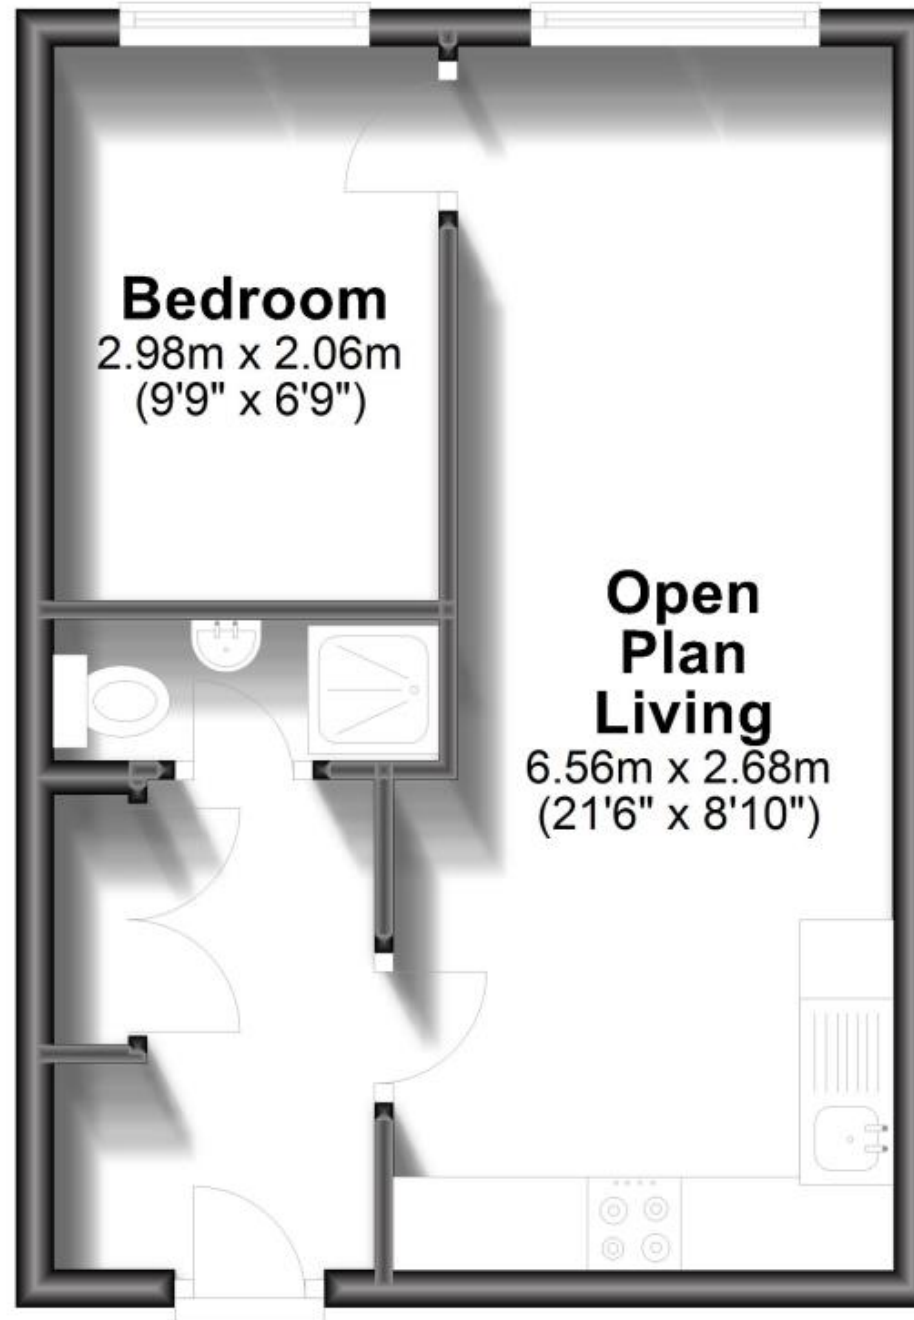 Bedroom
2.98m x 2.06m
(9'9" x 6'9")
Open
Plan
Living
6.56m x 2.68m
(21'6" x 8'10")